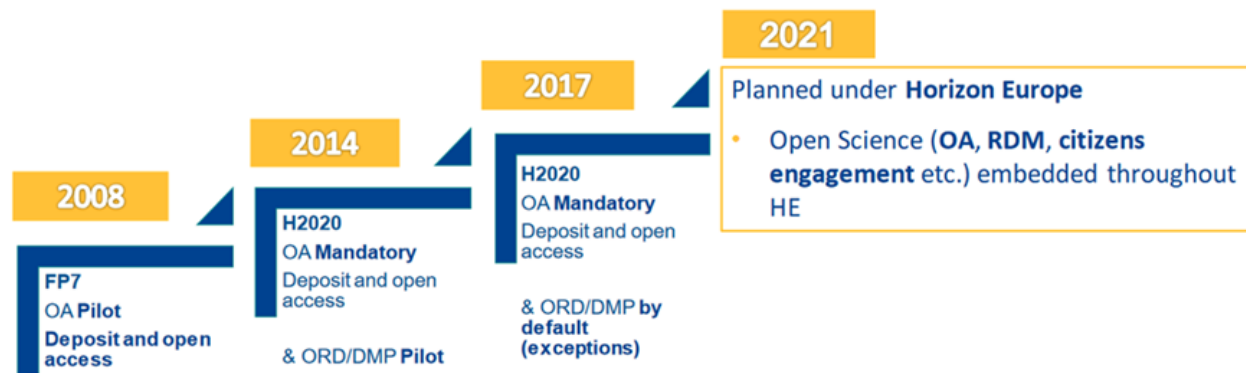 2008
FP7
OA Pilot
Deposit and open
access
2014
H2020
OA Mandatory
Deposit and open
access
& ORD/DMP Pilot
2017
H2020
OA Mandatory
Deposit and open
access
& ORD/DMP by
default
(exceptions)
2021
Planned under Horizon Europe
• Open Science (OA, RDM, citizens
engagement etc.) embedded throughout
HE